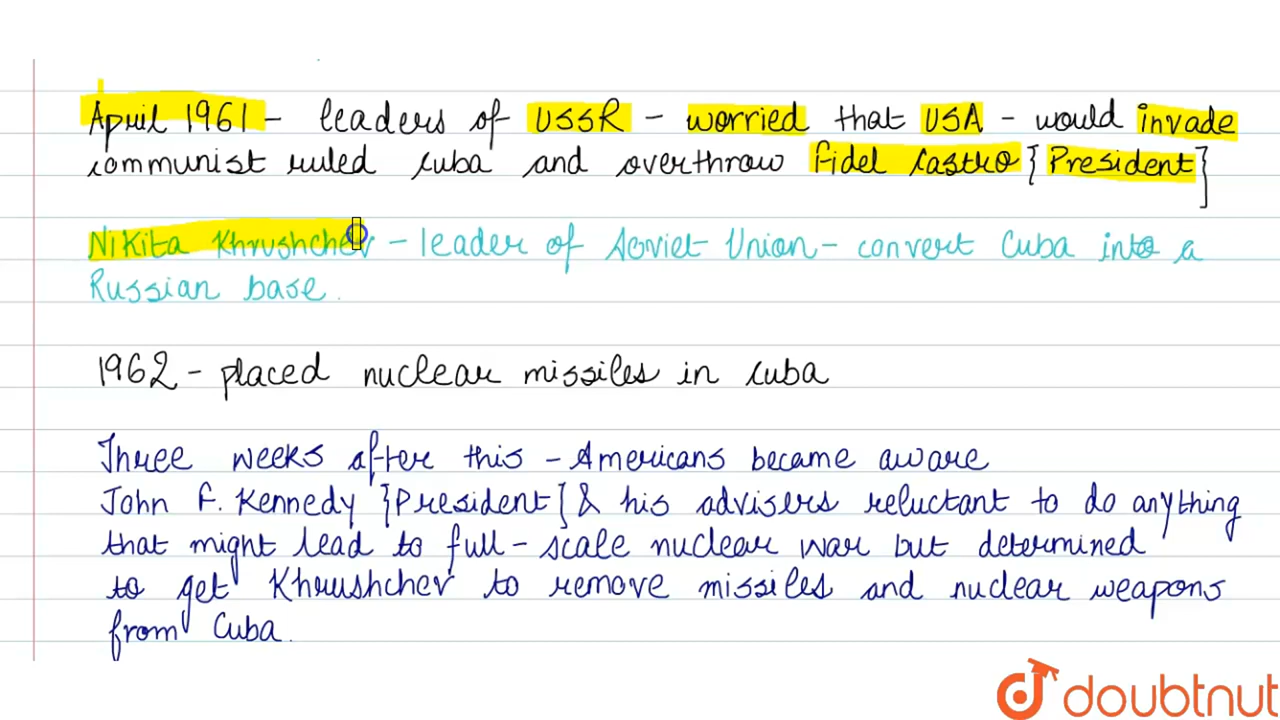 April 1961 - leaders of USSR - worried that USA - would invade
communist ruled Cuba and overthrow Fidel Castro {President}
Nikita Khrushchev - leader of Soviet Union - convert Cuba into a
Russian base.
1962 - placed nuclear missiles in Cuba
Three weeks after this - Americans became aware
John F. Kennedy {President} & his advisers reluctant to do anything
that might lead to full-scale nuclear war but determined
to get Khrushchev to remove missiles and nuclear weapons
from Cuba.
doubtnut